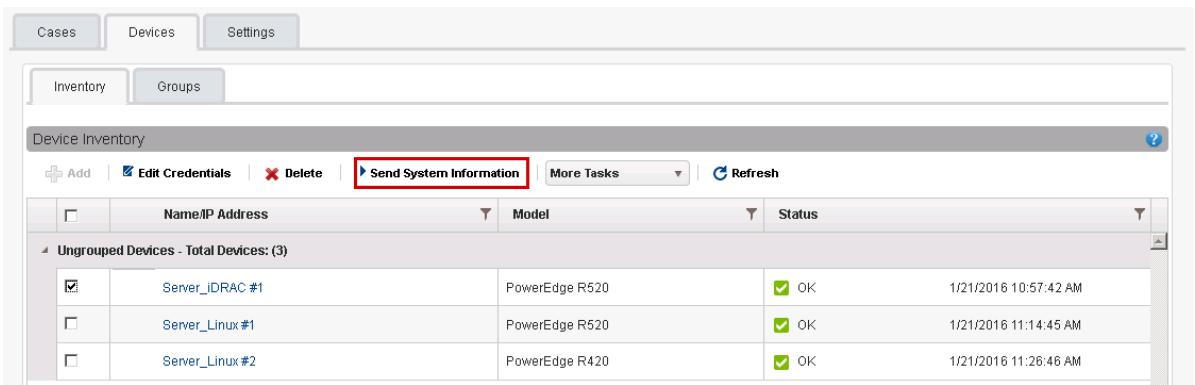 Cases Devices Settings
Inventory Groups
Device Inventory ?
Add Edit Credentials Delete Send System Information More Tasks Refresh
Name/IP Address Model Status
Ungrouped Devices - Total Devices: (3)
Server_iDRAC #1 PowerEdge R520 OK 1/21/2016 10:57:42 AM
Server_Linux #1 PowerEdge R520 OK 1/21/2016 11:14:45 AM
Server_Linux #2 PowerEdge R420 OK 1/21/2016 11:26:46 AM